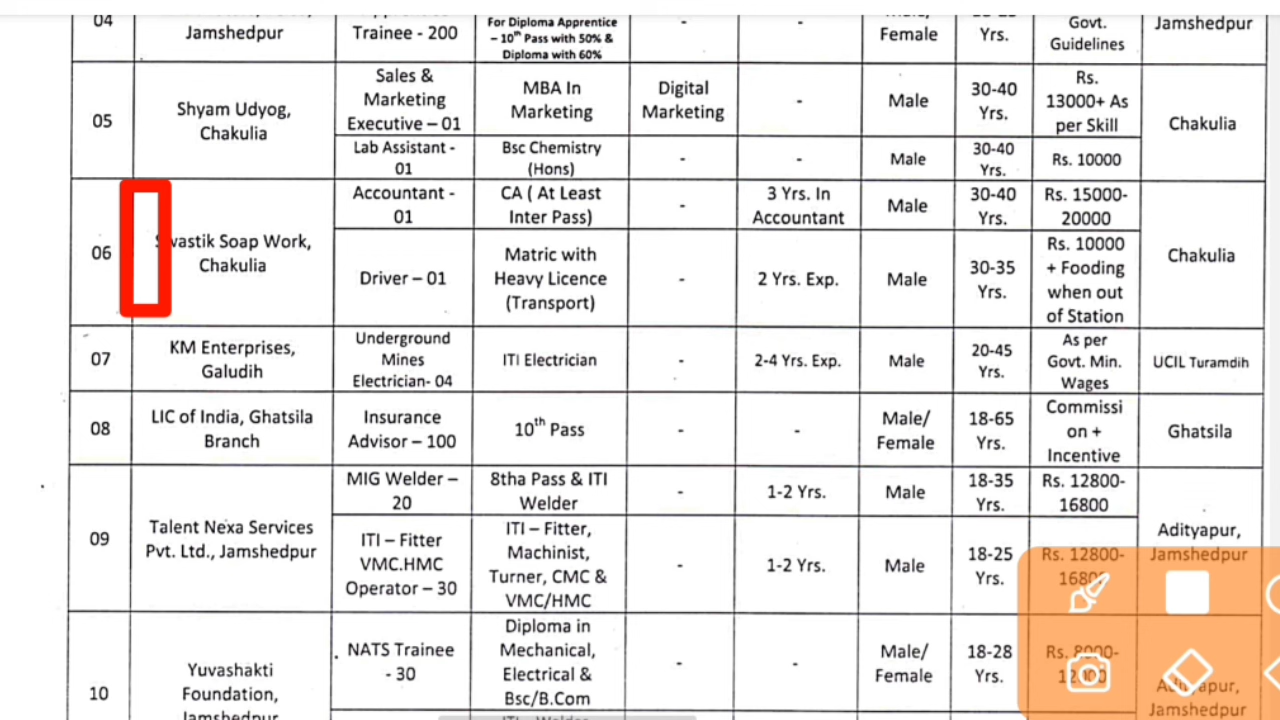 04
Jamshedpur
Trainee - 200
For Diploma Apprentice
– 10th Pass with 50% &
Diploma with 60%
-
-
Female
Yrs.
Govt.
Guidelines
Jamshedpur
05
Shyam Udyog,
Chakulia
Sales &
Marketing
Executive – 01
MBA In
Marketing
Digital
Marketing
-
Male
30-40
Yrs.
Rs.
13000+ As
per Skill
Chakulia
Lab Assistant -
01
Bsc Chemistry
(Hons)
-
-
Male
30-40
Yrs.
Rs. 10000
06
Swastik Soap Work,
Chakulia
Accountant -
01
CA ( At Least
Inter Pass)
-
3 Yrs. In
Accountant
Male
30-40
Yrs.
Rs. 15000-
20000
Chakulia
Driver – 01
Matric with
Heavy Licence
(Transport)
-
2 Yrs. Exp.
Male
30-35
Yrs.
Rs. 10000
+ Fooding
when out
of Station
07
KM Enterprises,
Galudih
Underground
Mines
Electrician- 04
ITI Electrician
-
2-4 Yrs. Exp.
Male
20-45
Yrs.
As per
Govt. Min.
Wages
UCIL Turamdih
08
LIC of India, Ghatsila
Branch
Insurance
Advisor – 100
10th Pass
-
-
Male/
Female
18-65
Yrs.
Commissi
on +
Incentive
Ghatsila
09
Talent Nexa Services
Pvt. Ltd., Jamshedpur
MIG Welder –
20
8tha Pass & ITI
Welder
-
1-2 Yrs.
Male
18-35
Yrs.
Rs. 12800-
16800
Adityapur,
Jamshedpur
ITI – Fitter
VMC.HMC
Operator – 30
ITI – Fitter,
Machinist,
Turner, CMC &
VMC/HMC
-
1-2 Yrs.
Male
18-25
Yrs.
Rs. 12800-
16800
10
Yuvashakti
Foundation,
Jamshedpur
NATS Trainee
- 30
Diploma in
Mechanical,
Electrical &
Bsc/B.Com
-
-
Male/
Female
18-28
Yrs.
Rs. 8000-
Adityapur,
Jamshedpur